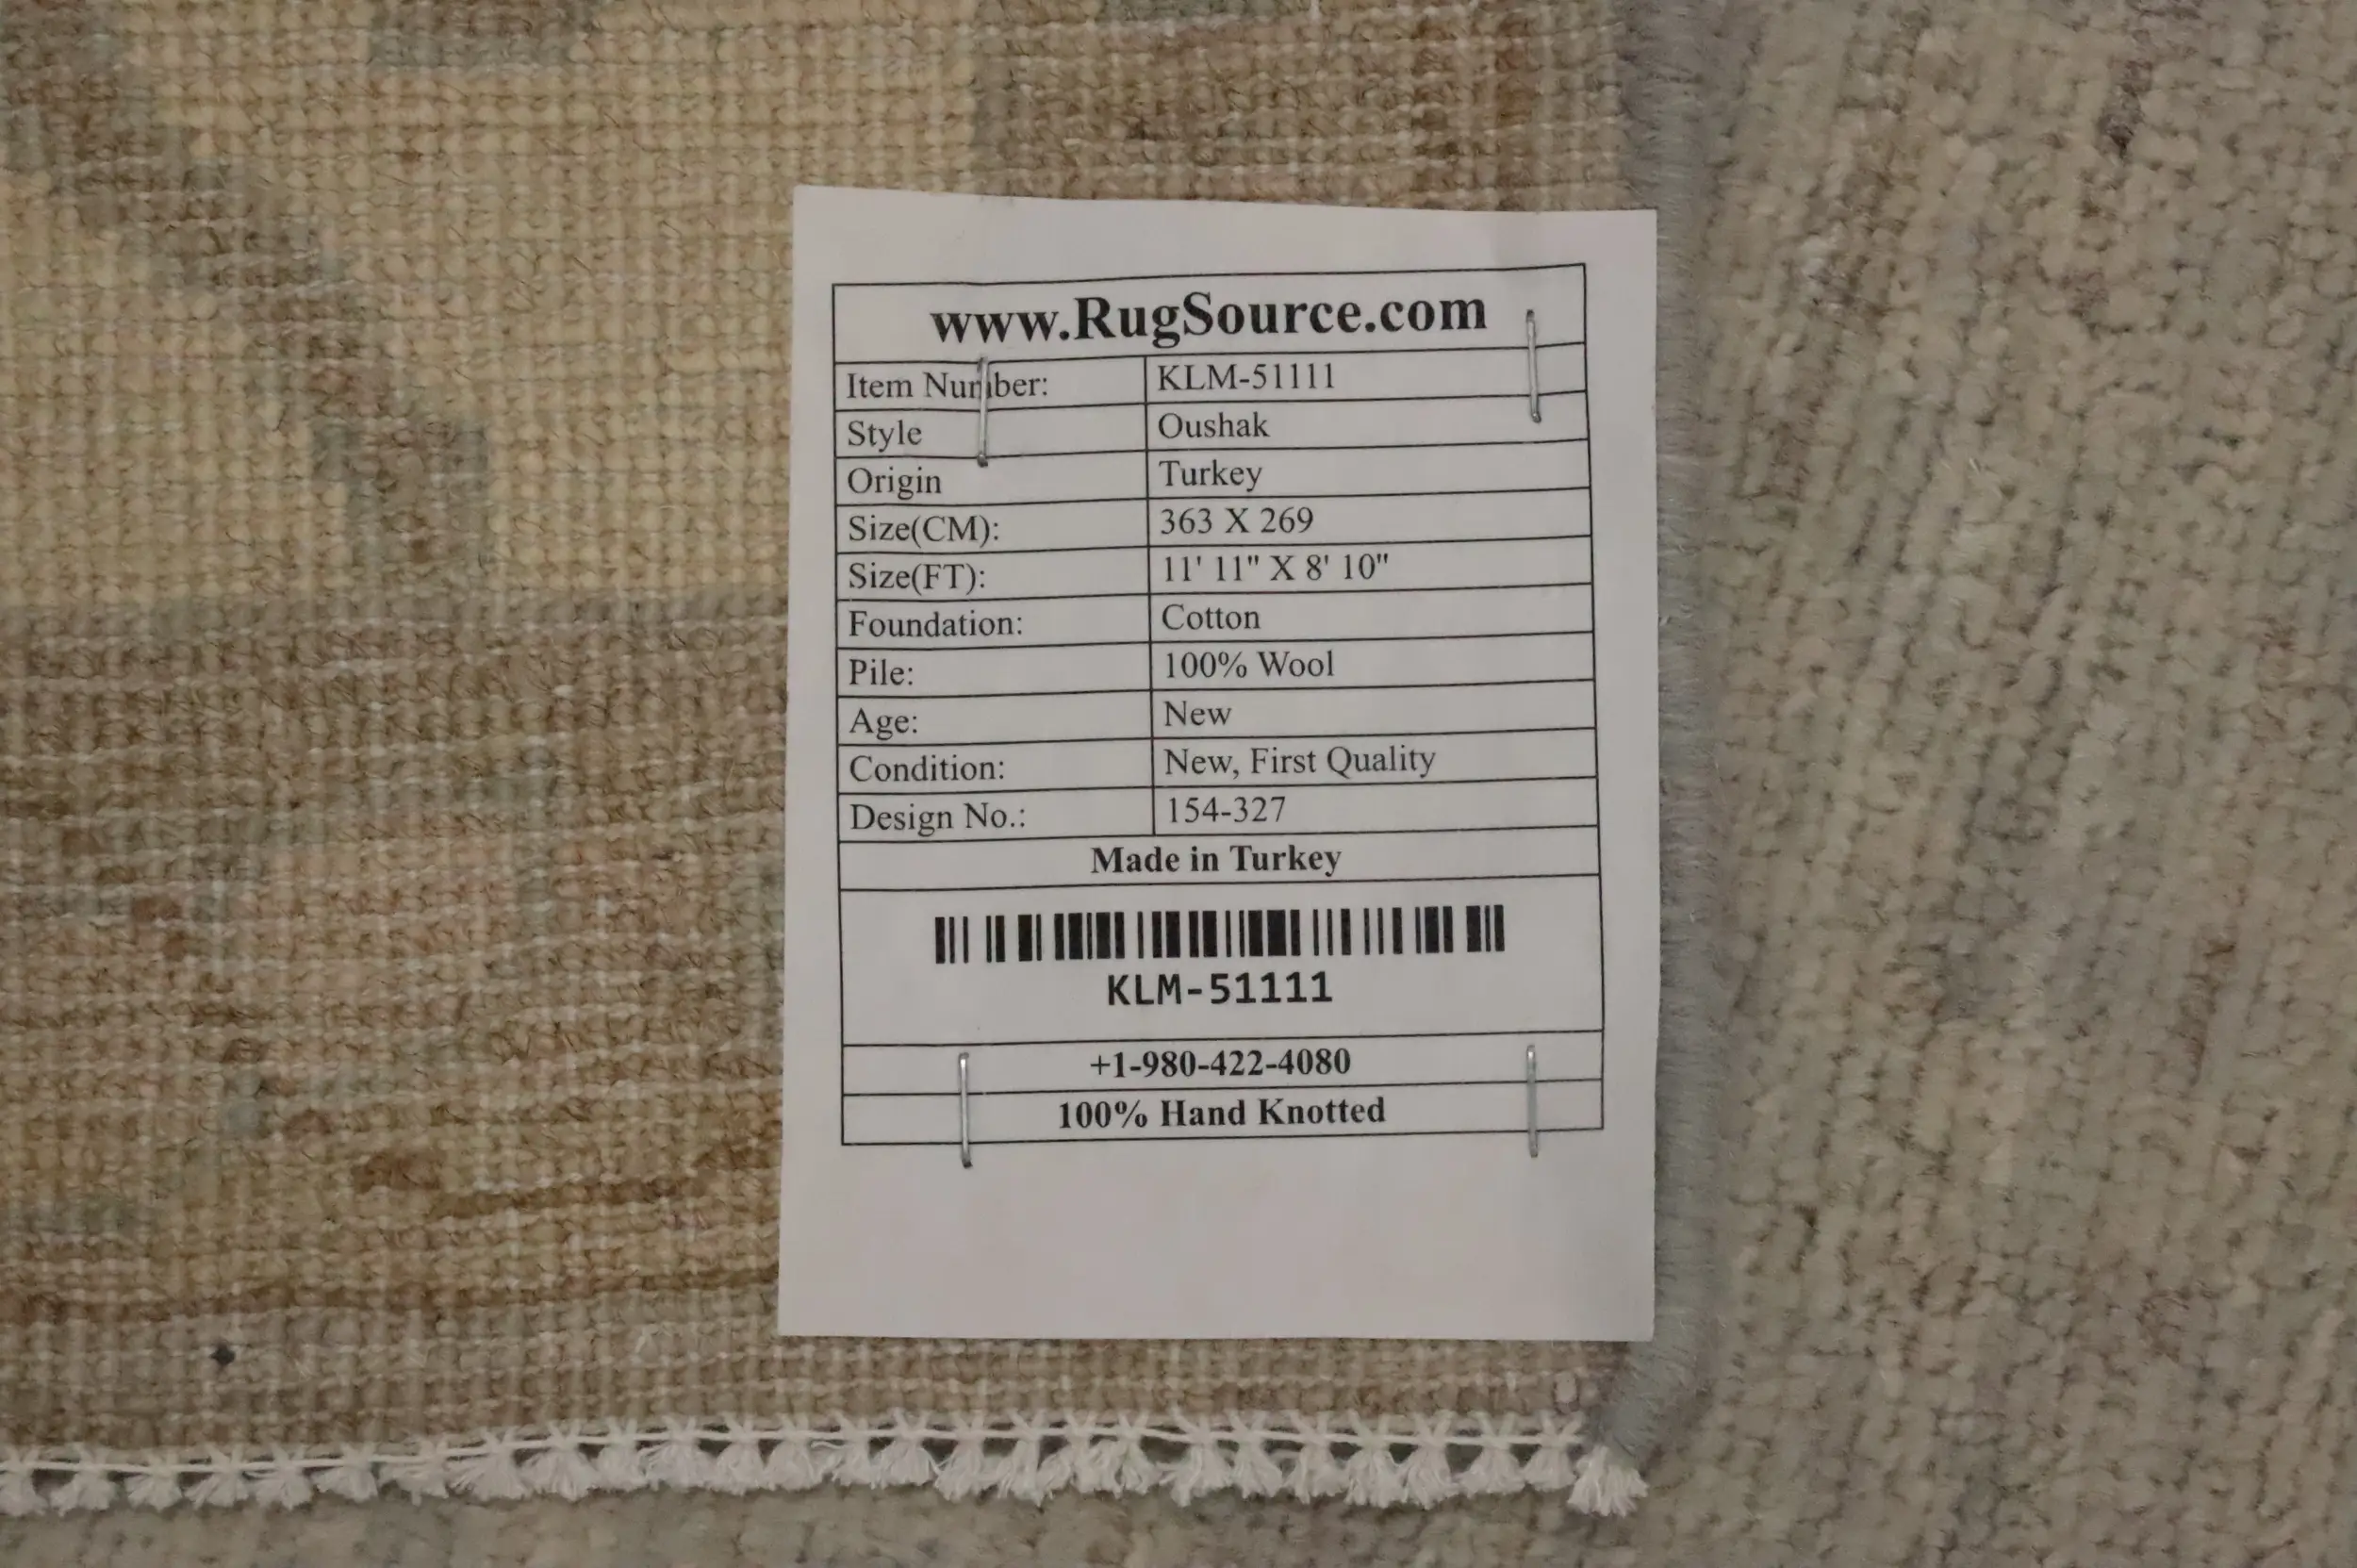 www.RugSource.com
Item Number: KLM-51111
Style Oushak
Origin Turkey
Size(CM): 363 X 269
Size(FT): 11' 11" X 8' 10"
Foundation: Cotton
Pile: 100% Wool
Age: New
Condition: New, First Quality
Design No.: 154-327
Made in Turkey
KLM-51111
+1-980-422-4080
100% Hand Knotted